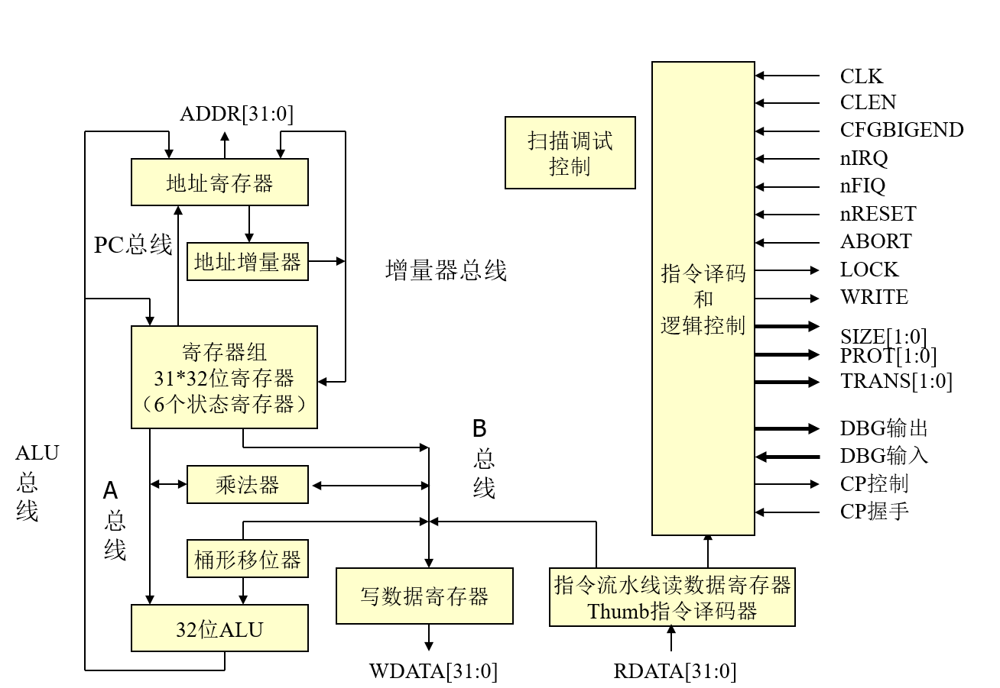 ADDR[31:0]
地址寄存器
PC总线
地址增量器
增量器总线
寄存器组
31*32位寄存器
（6个状态寄存器）
ALU
总
线
A
总
线
B
总
线
乘法器
桶形移位器
32位ALU
写数据寄存器
WDATA[31:0]
指令流水线读数据寄存器
Thumb指令译码器
RDATA[31:0]
扫描调试
控制
指令译码
和
逻辑控制
CLK
CLEN
CFGBIGEND
nIRQ
nFIQ
nRESET
ABORT
LOCK
WRITE
SIZE[1:0]
PROT[1:0]
TRANS[1:0]
DBG输出
DBG输入
CP控制
CP握手